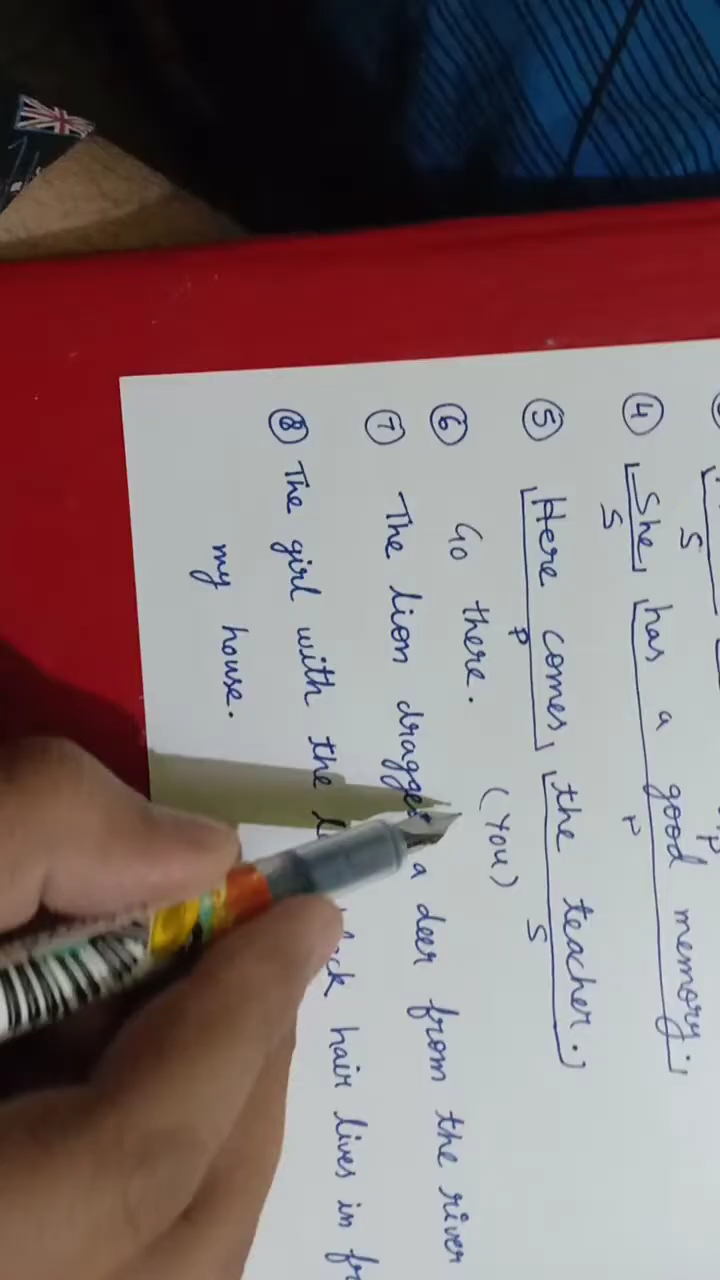 S P
④ She has a good memory.
S P
⑤ Here comes the teacher.
P S
⑥ Go there. (You)
⑦ The lion dragged a deer from the river
⑧ The girl with the hair lives in
my house.